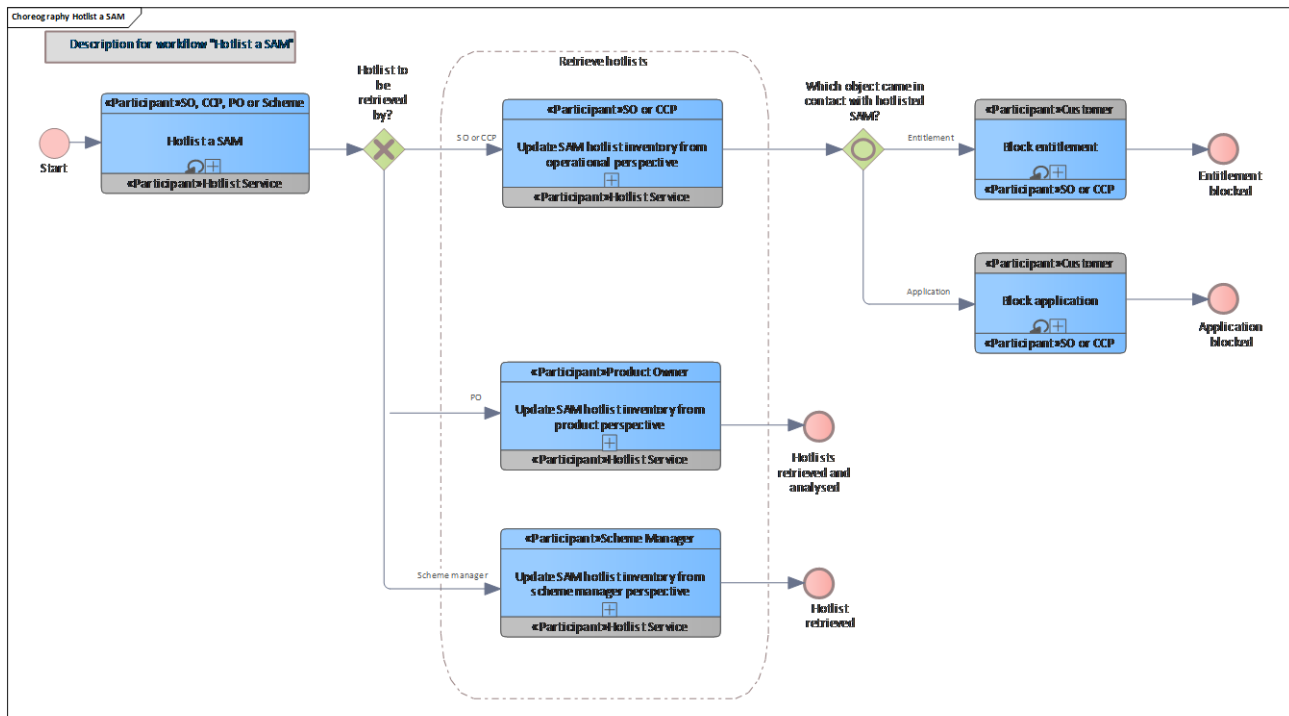 Choreography Hotlist a SAM
Description for workflow "Hotlist a SAM"
Start
«Participant»SO, CCP, PO or Scheme
Hotlist a SAM
«Participant»Hotlist Service
Hotlist to
be
retrieved
by?
SO or CCP
PO
Scheme manager
Retrieve hotlists
«Participant»SO or CCP
Update SAM hotlist inventory from
operational perspective
«Participant»Hotlist Service
«Participant»Product Owner
Update SAM hotlist inventory from
product perspective
«Participant»Hotlist Service
«Participant»Scheme Manager
Update SAM hotlist inventory from
scheme manager perspective
«Participant»Hotlist Service
Which object came in
contact with hotlisted
SAM?
Entitlement
Application
«Participant»Customer
Block entitlement
«Participant»SO or CCP
Entitlement
blocked
«Participant»Customer
Block application
«Participant»SO or CCP
Application
blocked
Hotlists
retrieved and
analysed
Hotlist
retrieved